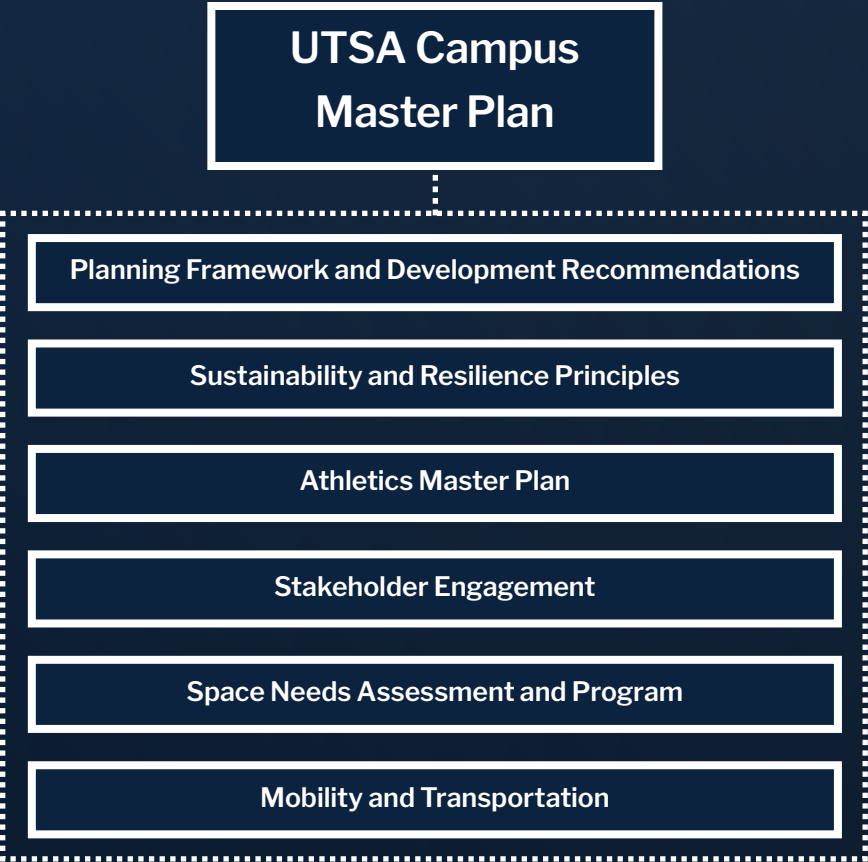 UTSA Campus
Master Plan
Planning Framework and Development Recommendations
Sustainability and Resilience Principles
Athletics Master Plan
Stakeholder Engagement
Space Needs Assessment and Program
Mobility and Transportation